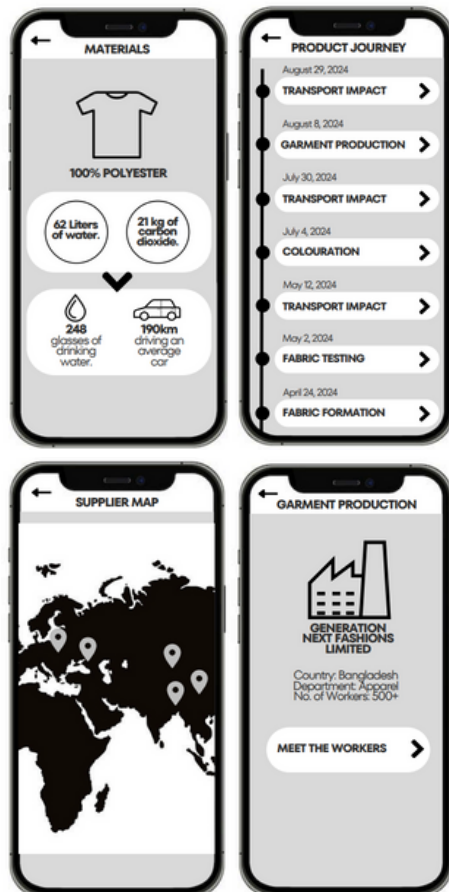 MATERIALS
100% POLYESTER
62 Liters
of water.
21 kg of
carbon
dioxide.
248
glasses of
drinking
water.
190km
driving an
average
car
PRODUCT JOURNEY
August 29, 2024
TRANSPORT IMPACT
August 8, 2024
GARMENT PRODUCTION
July 30, 2024
TRANSPORT IMPACT
July 4, 2024
COLOURATION
May 12, 2024
TRANSPORT IMPACT
May 2, 2024
FABRIC TESTING
April 24, 2024
FABRIC FORMATION
SUPPLIER MAP
GARMENT PRODUCTION
GENERATION
NEXT FASHIONS
LIMITED
Country: Bangladesh
Department: Apparel
No. of Workers: 500+
MEET THE WORKERS